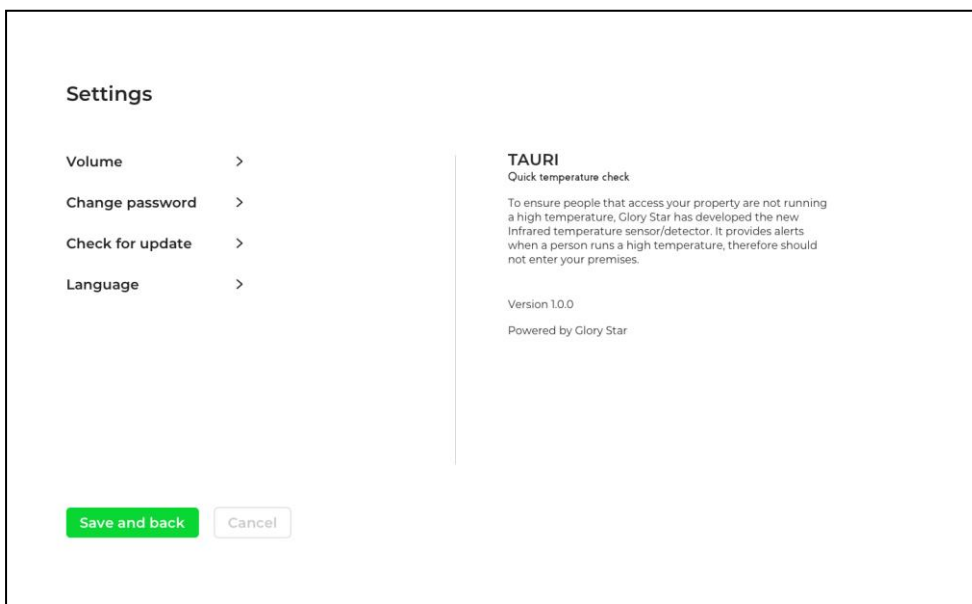 Settings
Volume
Change password
Check for update
Language
TAURI
Quick temperature check
To ensure people that access your property are not running
a high temperature, Glory Star has developed the new
Infrared temperature sensor/detector. It provides alerts
when a person runs a high temperature, therefore should
not enter your premises.
Version 1.0.0
Powered by Glory Star
Save and back
Cancel